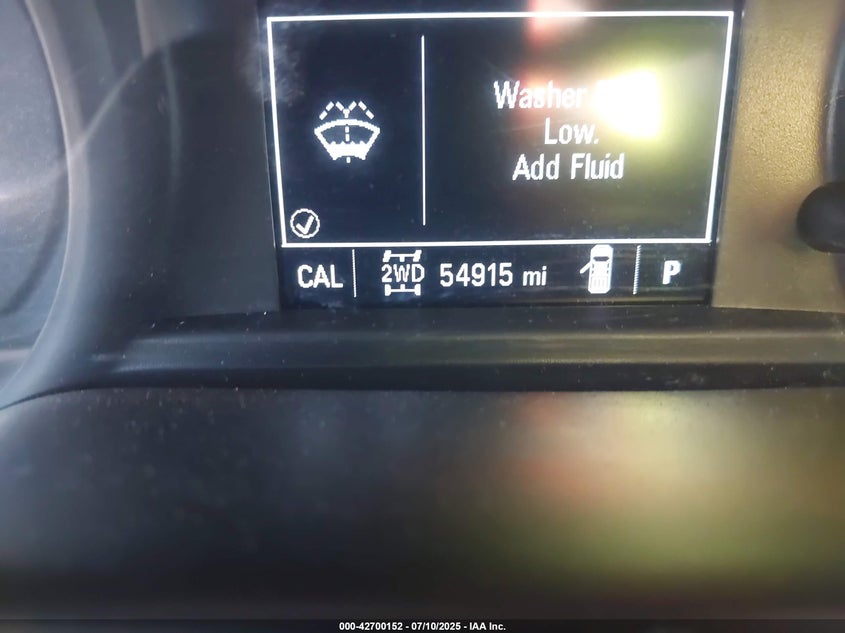 Washer
Low.
Add Fluid
CAL 2WD 54915 mi P
000-42700152 - 07/10/2025 - IAA Inc.